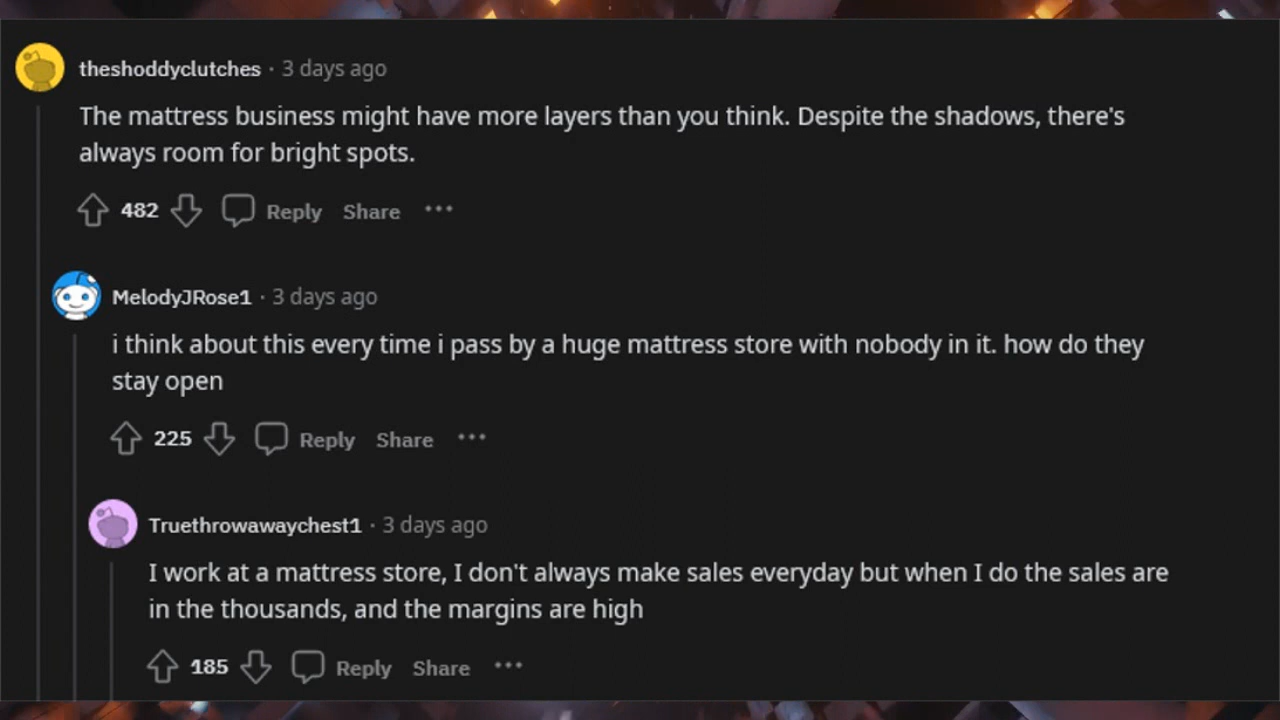 theshoddyclutches · 3 days ago
The mattress business might have more layers than you think. Despite the shadows, there's
always room for bright spots.
482 Reply Share ···
MelodyJRose1 · 3 days ago
i think about this every time i pass by a huge mattress store with nobody in it. how do they
stay open
225 Reply Share ···
Truethrowawaychest1 · 3 days ago
I work at a mattress store, I don't always make sales everyday but when I do the sales are
in the thousands, and the margins are high
185 Reply Share ···